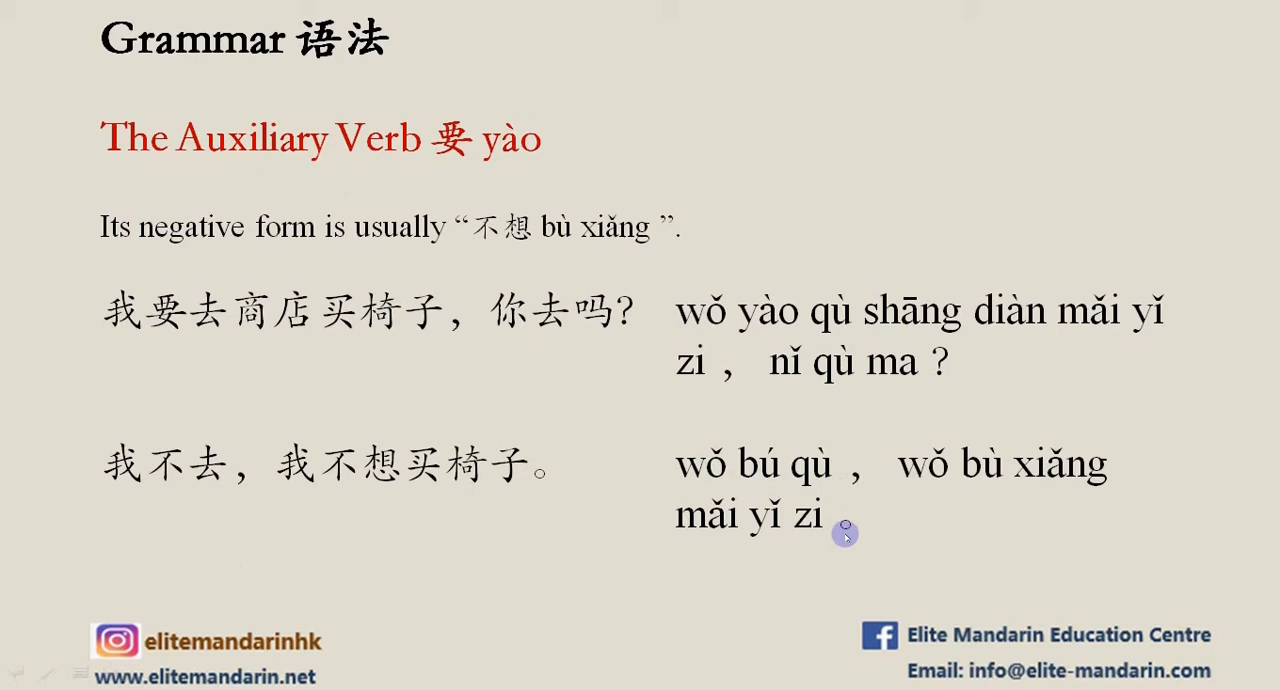 Grammar 语法
The Auxiliary Verb 要 yào
Its negative form is usually “不想 bù xiǎng ”.
我要去商店买椅子，你去吗？
wǒ yào qù shāng diàn mǎi yǐ
zi ， nǐ qù ma ?
我不去，我不想买椅子。
wǒ bú qù ， wǒ bù xiǎng
mǎi yǐ zi 。
elitemandarinhk
www.elitemandarin.net
Elite Mandarin Education Centre
Email: info@elite-mandarin.com